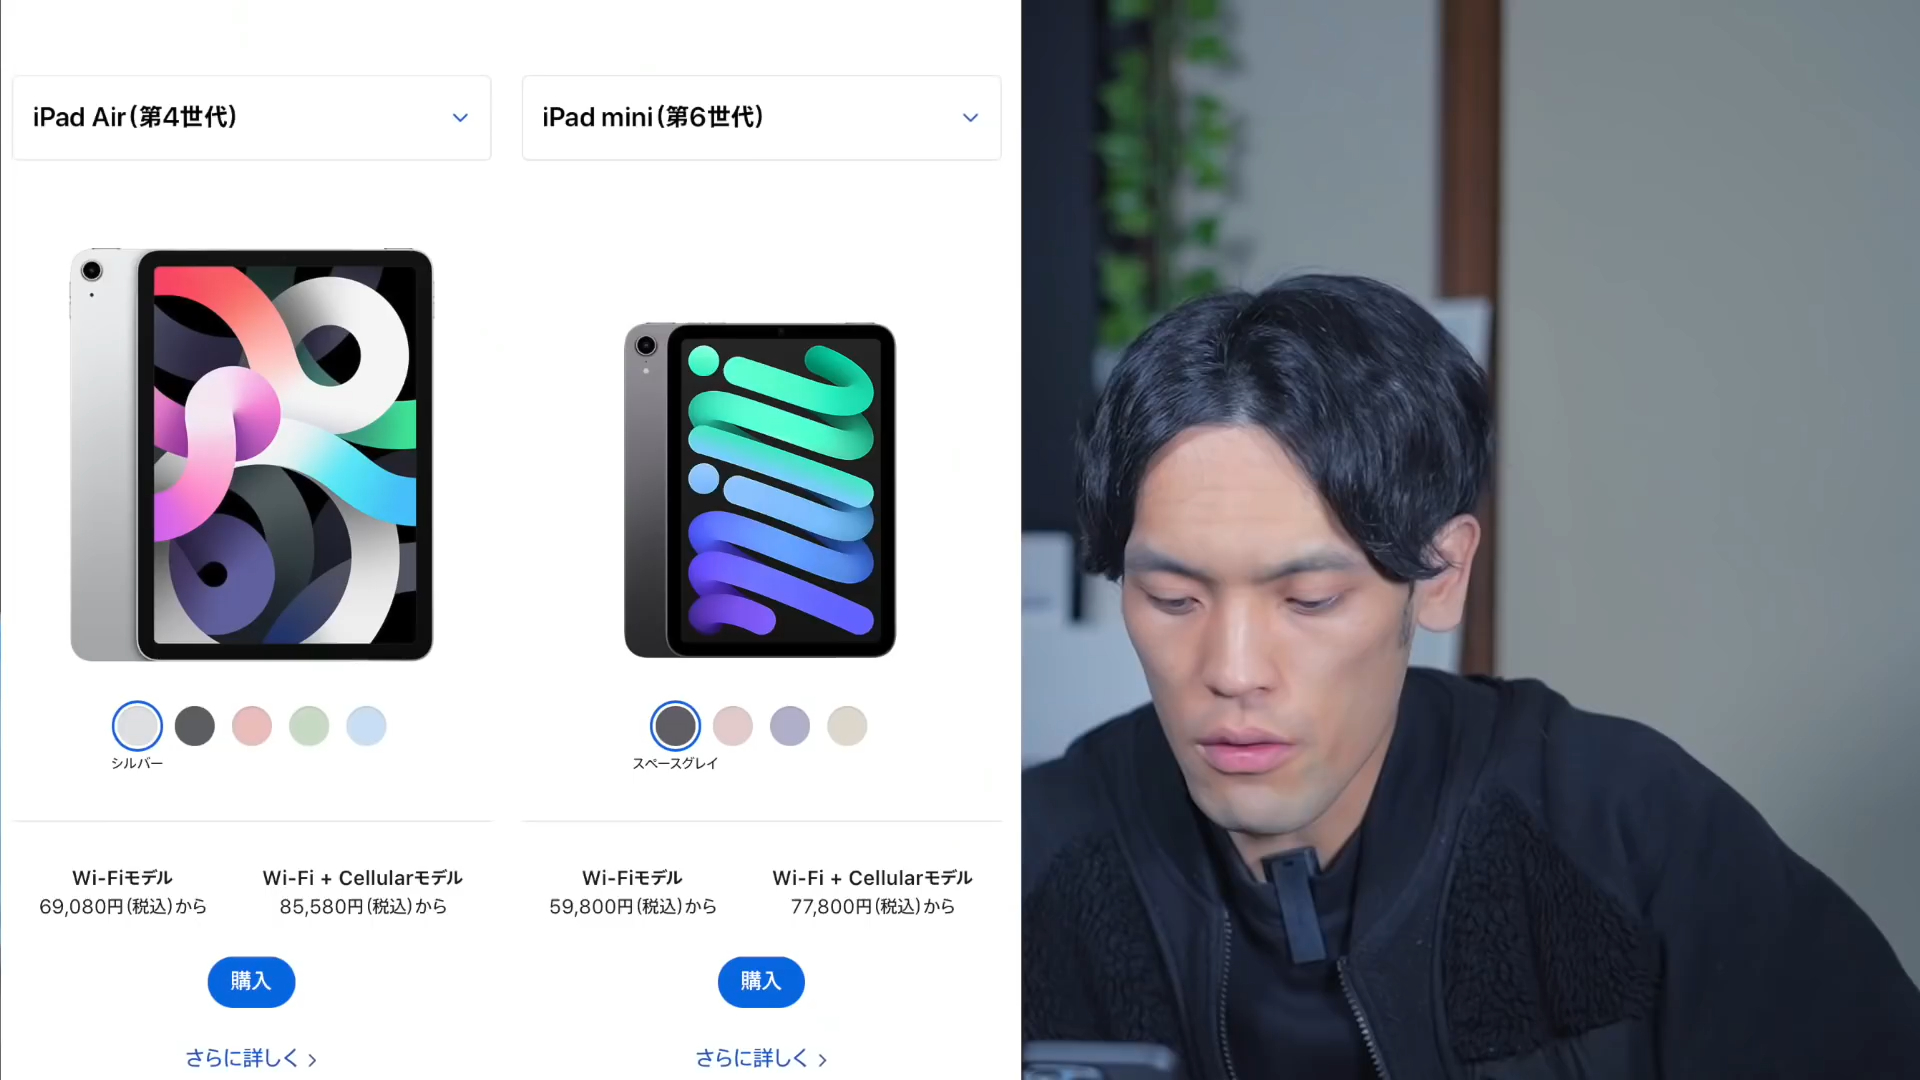 iPad Air(第4世代)
iPad mini(第6世代)
シルバー
スペースグレイ
Wi-Fiモデル
69,080円(税込)から
Wi-Fi + Cellularモデル
85,580円(税込)から
Wi-Fiモデル
59,800円(税込)から
Wi-Fi + Cellularモデル
77,800円(税込)から
購入
購入
さらに詳しく >
さらに詳しく >